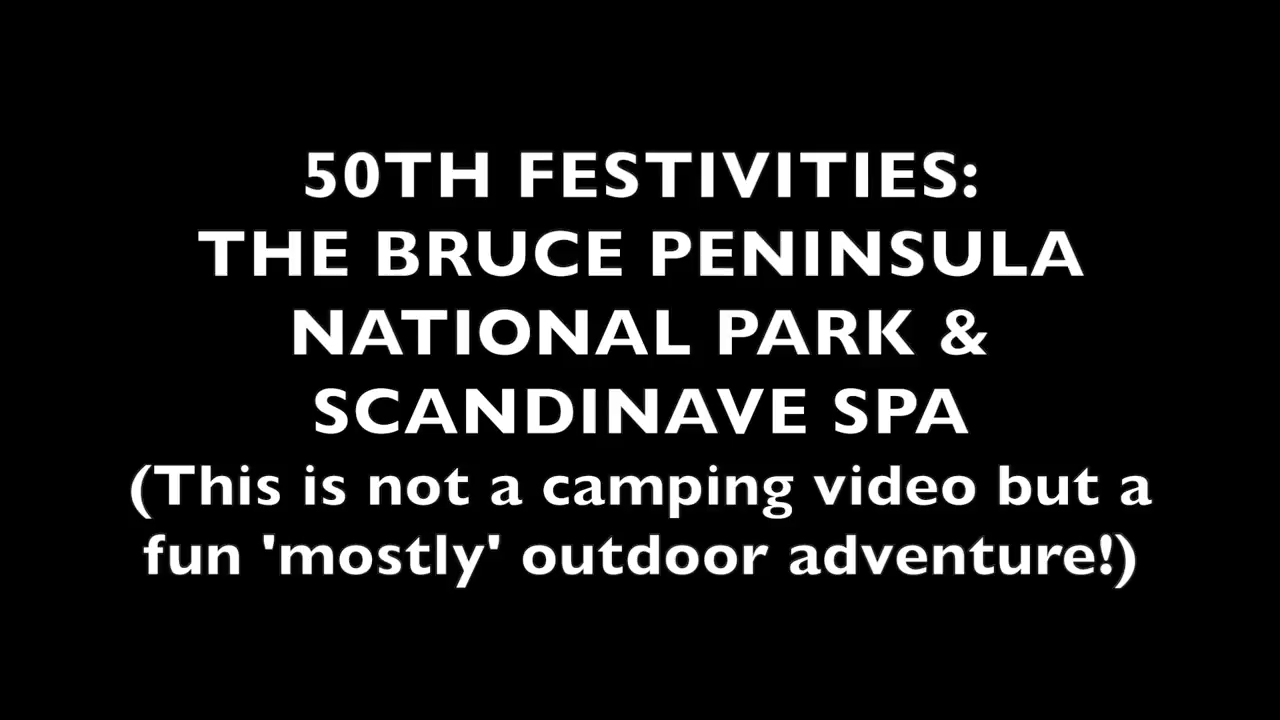 50TH FESTIVITIES:
THE BRUCE PENINSULA
NATIONAL PARK &
SCANDINAVE SPA
(This is not a camping video but a
fun 'mostly' outdoor adventure!)